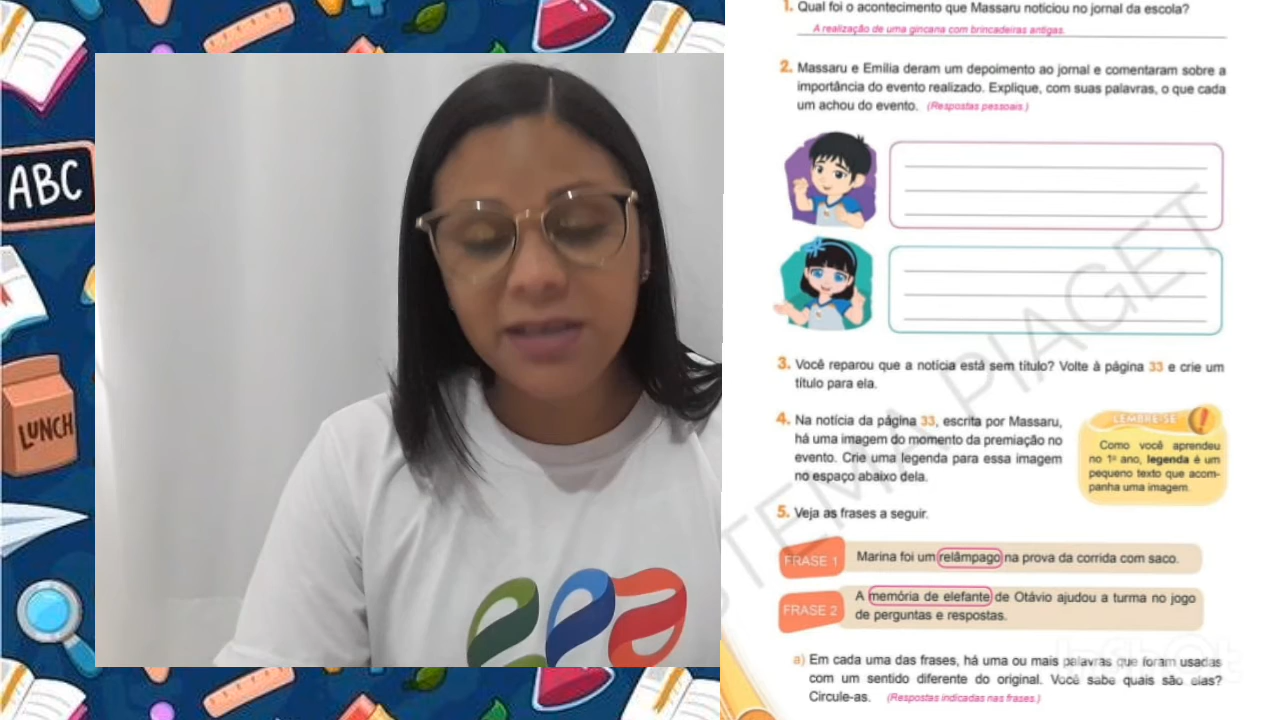 ABC
LUNCH
1. Qual foi o acontecimento que Massaru noticiou no jornal da escola?
A realização de uma gincana com brincadeiras antigas.
2. Massaru e Emília deram um depoimento ao jornal e comentaram sobre a
importância do evento realizado. Explique, com suas palavras, o que cada
um achou do evento. (Respostas pessoais.)
3. Você reparou que a notícia está sem título? Volte à página 33 e crie um
título para ela.
4. Na notícia da página 33, escrita por Massaru,
há uma imagem do momento da premiação no
evento. Crie uma legenda para essa imagem
no espaço abaixo dela.
LEMBRE-SE
Como você aprendeu
no 1º ano, legenda é um
pequeno texto que acom-
panha uma imagem.
5. Veja as frases a seguir.
FRASE 1 Marina foi um relâmpago na prova da corrida com saco.
FRASE 2 A memória de elefante de Otávio ajudou a turma no jogo
de perguntas e respostas.
a) Em cada uma das frases, há uma ou mais palavras que foram usadas
com um sentido diferente do original. Você sabe quais são elas?
Circule-as. (Respostas indicadas nas frases.)
STEMA PIAGET